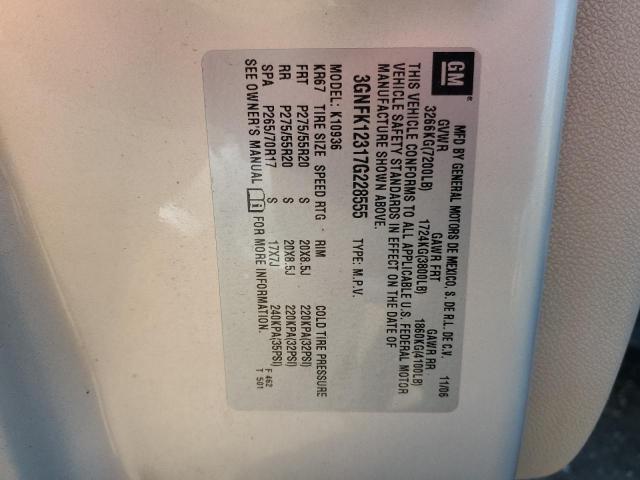 GM
MFD BY GENERAL MOTORS DE MEXICO, S. DE R.L. DE C.V. 11/06
GVWR GAWR FRT GAWR RR
3266KG(7200LB) 1724KG(3800LB) 1860KG(4100LB)
THIS VEHICLE CONFORMS TO ALL APPLICABLE U.S. FEDERAL MOTOR
VEHICLE SAFETY STANDARDS IN EFFECT ON THE DATE OF
MANUFACTURE SHOWN ABOVE.
3GNFK12317G228555 TYPE: M.P.V.
MODEL: K10936
KR67 TIRE SIZE SPEED RTG RIM COLD TIRE PRESSURE
FRT P275/55R20 S 20X8.5J 220KPA(32PSI)
RR P275/55R20 S 20X8.5J 220KPA(32PSI)
SPA P265/70R17 S 17X7J 240KPA(35PSI)
SEE OWNER'S MANUAL FOR MORE INFORMATION.
F 462
T 501